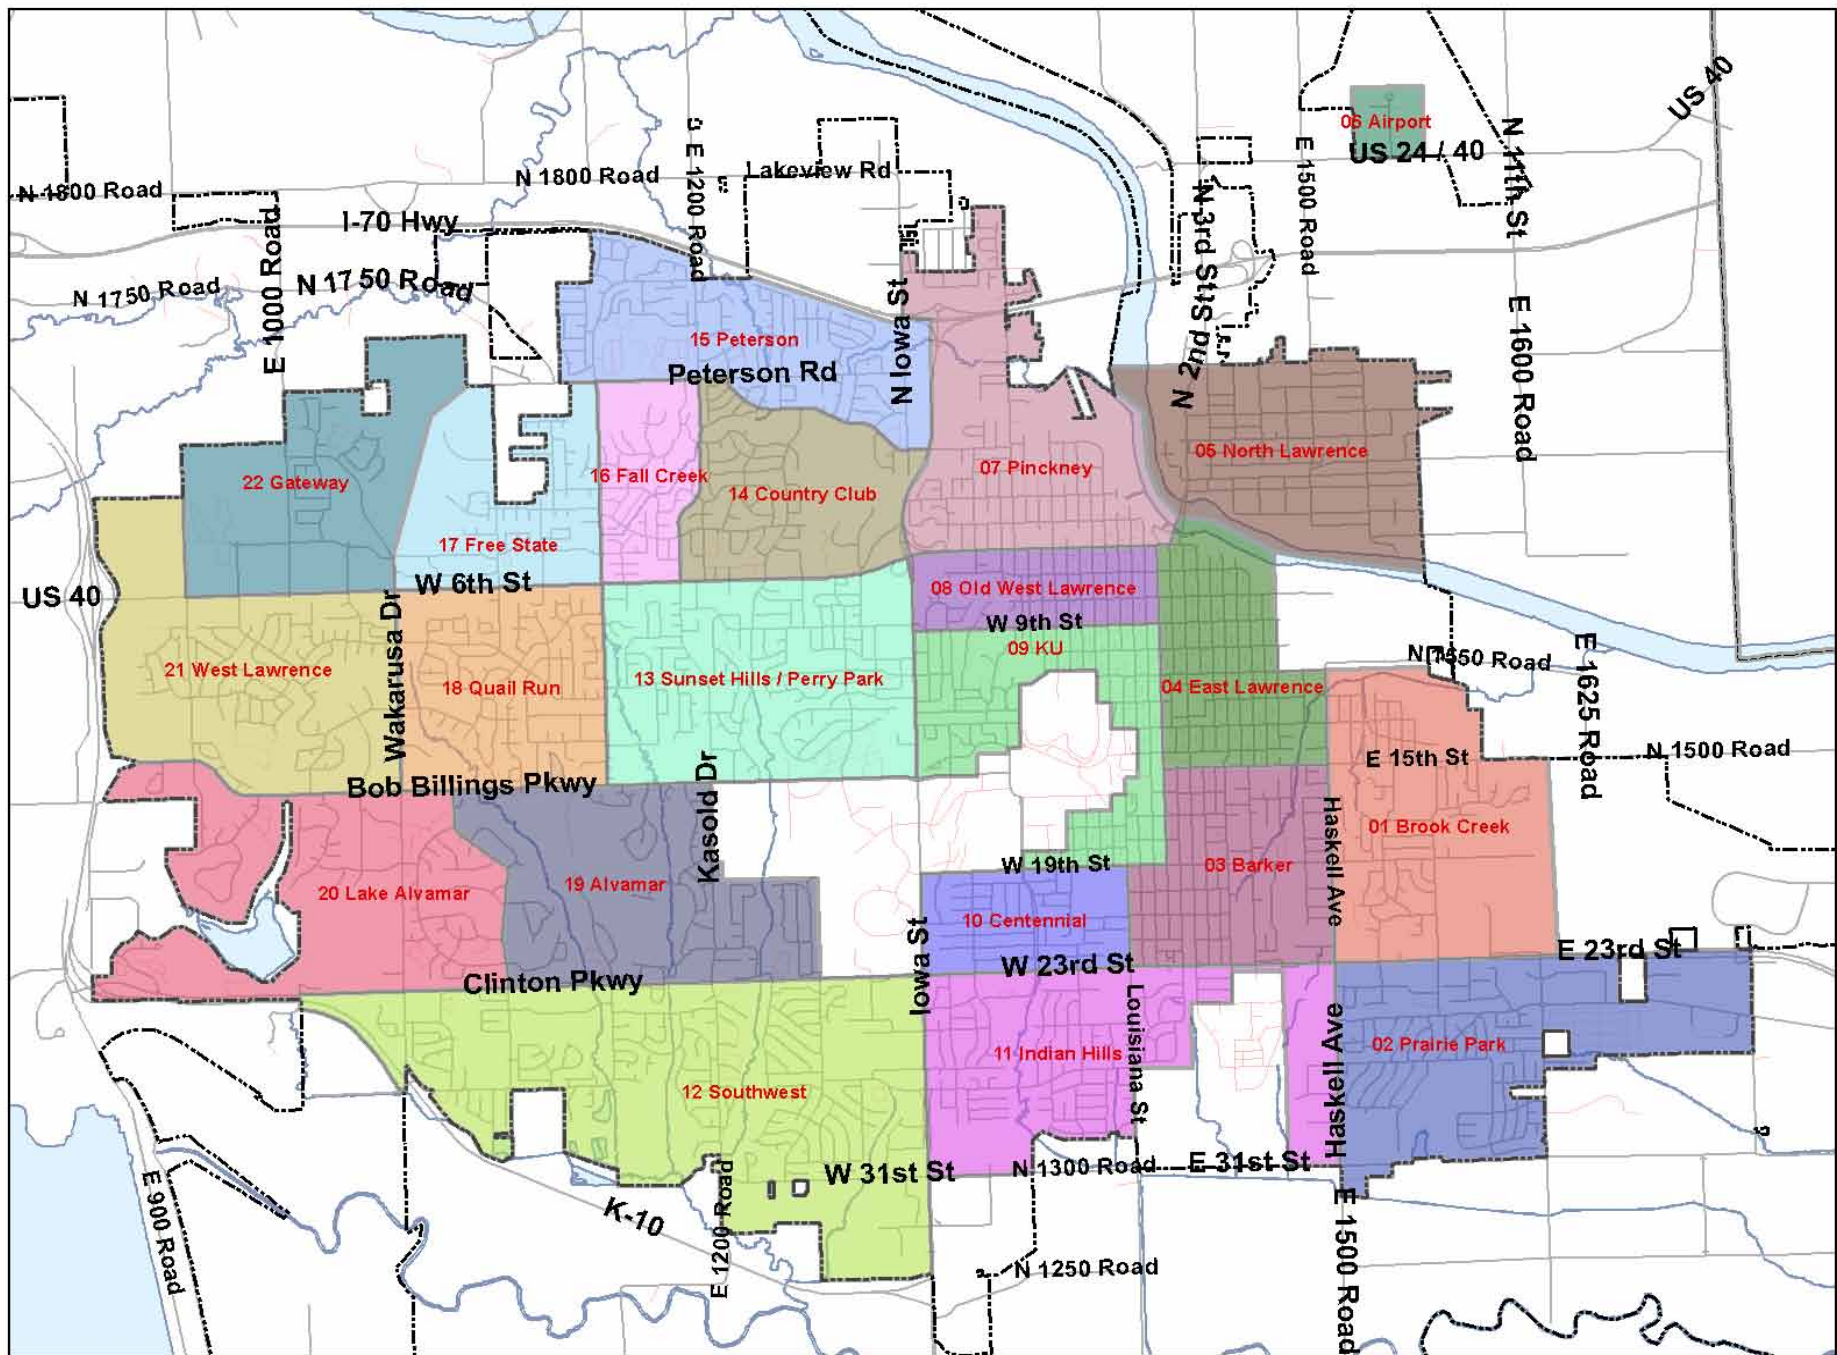 US 40
06 Airport
US 24 / 40
N 11th St
N 1800 Road
N 1800 Road
Lakeview Rd
E 1200 Road
E 1500 Road
N 3rd St
I-70 Hwy
E 1000 Road
N 1750 Road
N 1750 Road
N Iowa St
N 2nd St
E 1600 Road
15 Peterson
Peterson Rd
22 Gateway
16 Fall Creek
14 Country Club
07 Pinckney
05 North Lawrence
17 Free State
W 6th St
US 40
08 Old West Lawrence
W 9th St
09 KU
Wakarusa Dr
21 West Lawrence
18 Quail Run
13 Sunset Hills / Perry Park
04 East Lawrence
N 1550 Road
E 1625 Road
E 15th St
N 1500 Road
Bob Billings Pkwy
Kasold Dr
Haskell Ave
01 Brook Creek
W 19th St
03 Barker
20 Lake Alvamar
19 Alvamar
10 Centennial
Iowa St
W 23rd St
E 23rd St
Clinton Pkwy
Louisiana St
11 Indian Hills
Haskell Ave
02 Prairie Park
12 Southwest
W 31st St
N 1300 Road
E 31st St
E 900 Road
K-10
E 1200 Road
N 1250 Road
E 1500 Road